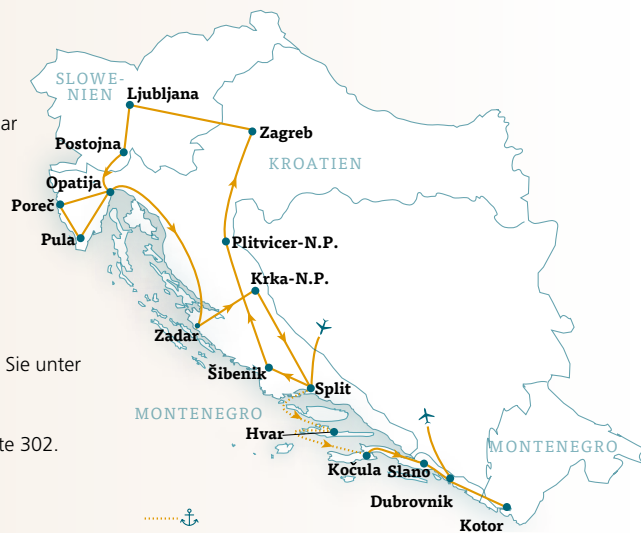 SLOWE-
NIEN
Ljubljana
ar
Zagreb
Postojna
KROATIEN
Opatija
Poreč
Pula
Plitvicer-N.P.
Krka-N.P.
Zadar
Sie unter
Šibenik
Split
MONTENEGRO
Hvar
MONTENEGRO
te 302.
Kočula
Slano
Dubrovnik
Kotor